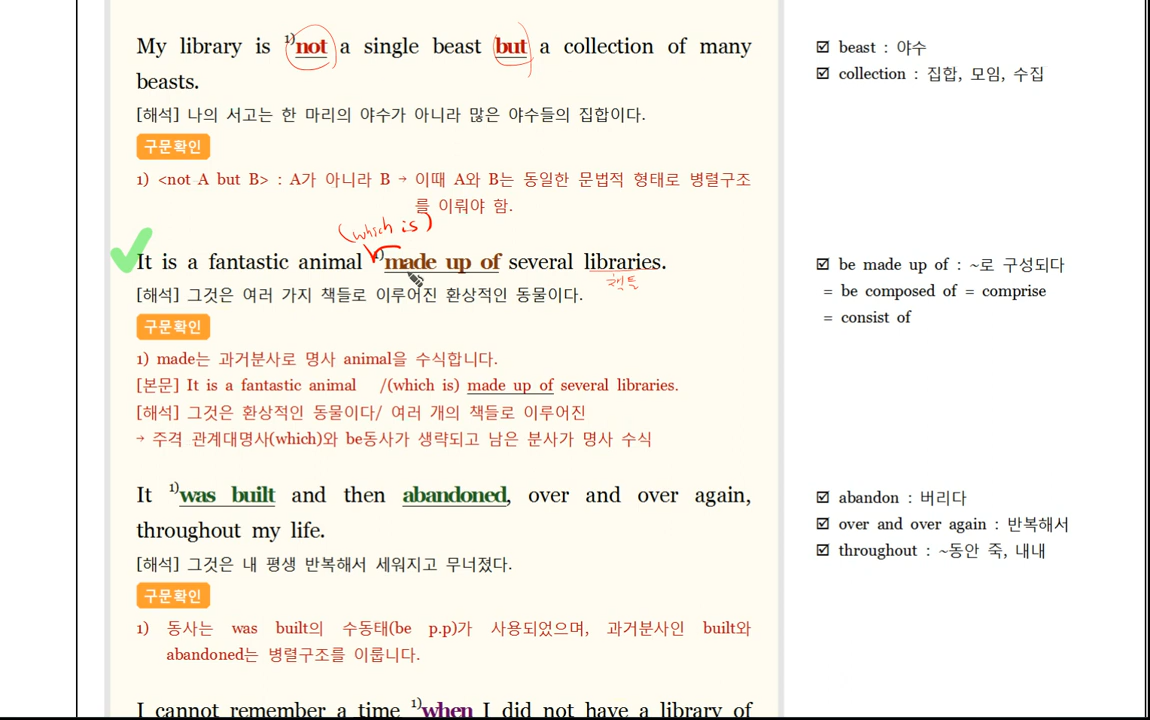 My library is 1)not a single beast but a collection of many
beasts.
[해석] 나의 서고는 한 마리의 야수가 아니라 많은 야수들의 집합이다.
구문확인
1) <not A but B> : A가 아니라 B → 이때 A와 B는 동일한 문법적 형태로 병렬구조
를 이뤄야 함.
(which is)
It is a fantastic animal 1)made up of several libraries.
책들
[해석] 그것은 여러 가지 책들로 이루어진 환상적인 동물이다.
구문확인
1) made는 과거분사로 명사 animal을 수식합니다.
[본문] It is a fantastic animal /(which is) made up of several libraries.
[해석] 그것은 환상적인 동물이다/ 여러 개의 책들로 이루어진
→ 주격 관계대명사(which)와 be동사가 생략되고 남은 분사가 명사 수식
It 1)was built and then abandoned, over and over again,
throughout my life.
[해석] 그것은 내 평생 반복해서 세워지고 무너졌다.
구문확인
1) 동사는 was built의 수동태(be p.p)가 사용되었으며, 과거분사인 built와
abandoned는 병렬구조를 이룹니다.
I cannot remember a time 1)when I did not have a library of
☑ beast : 야수
☑ collection : 집합, 모임, 수집
☑ be made up of : ~로 구성되다
= be composed of = comprise
= consist of
☑ abandon : 버리다
☑ over and over again : 반복해서
☑ throughout : ~동안 죽, 내내